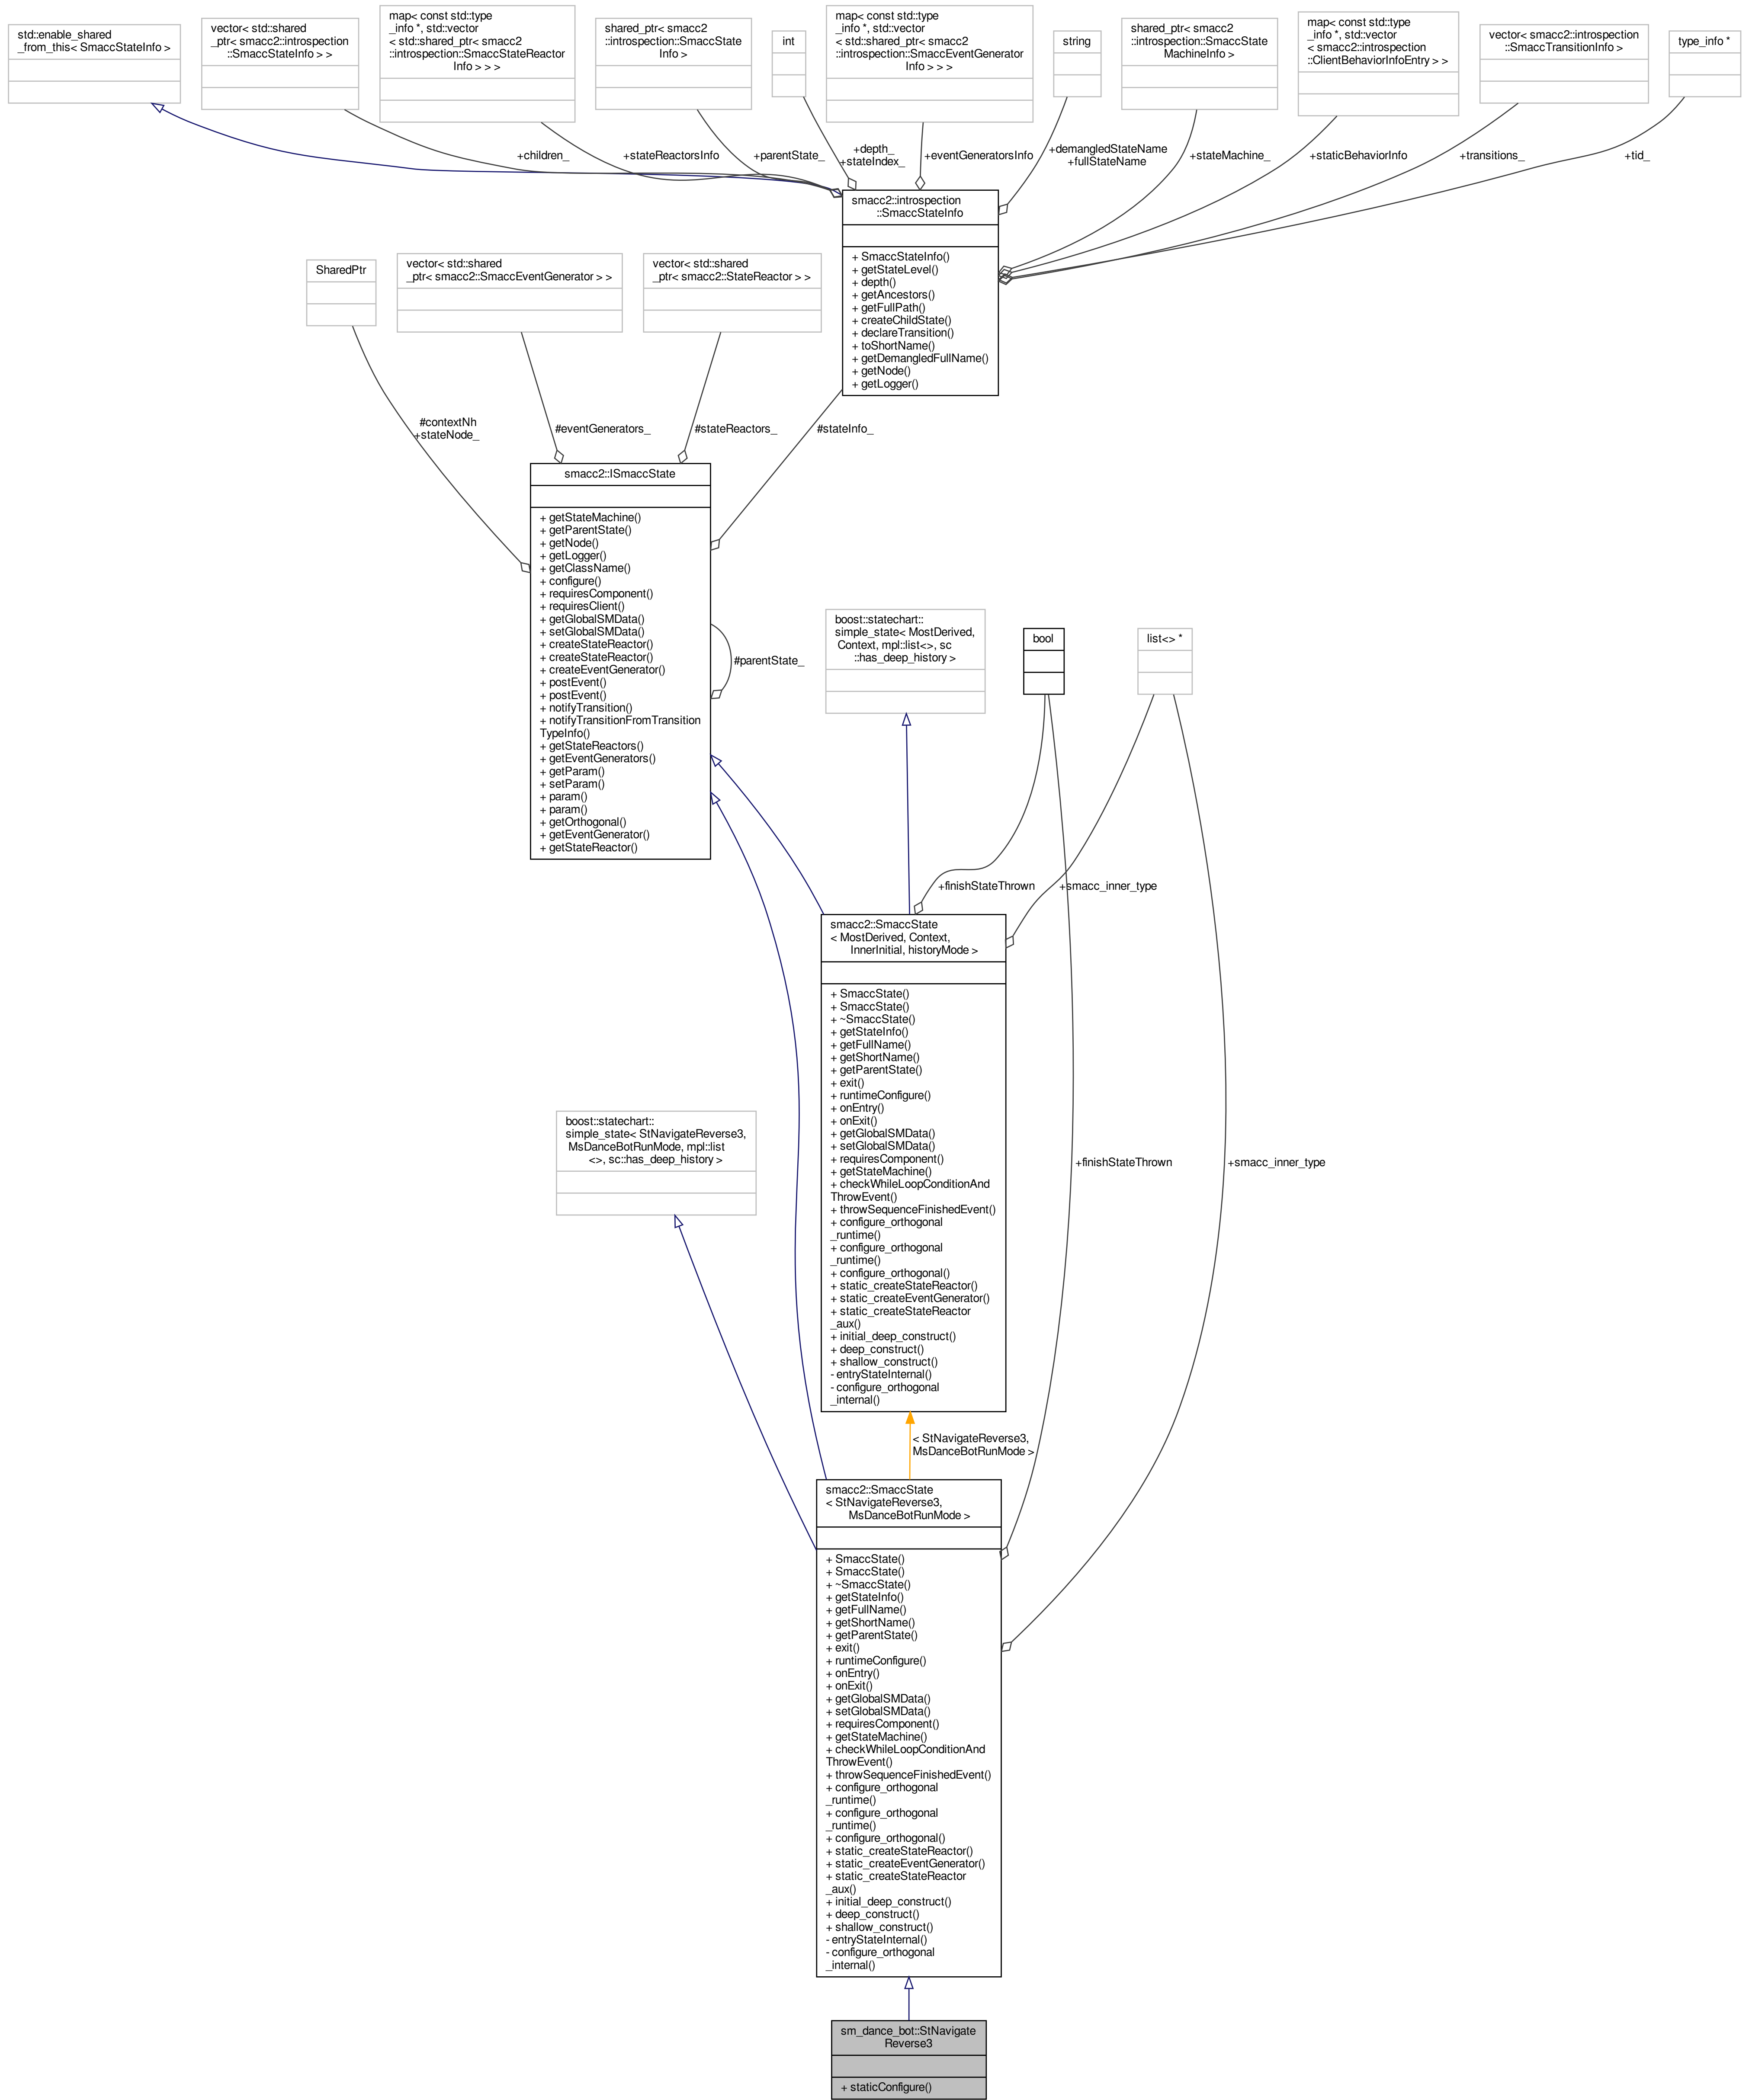 std::enable_shared
_from_this< SmaccStateInfo >
vector< std::shared
_ptr< smacc2::introspection
::SmaccStateInfo > >
map< const std::type
_info *, std::vector
< std::shared_ptr< smacc2
::introspection::SmaccStateReactor
Info > > >
shared_ptr< smacc2
::introspection::SmaccState
Info >
int
map< const std::type
_info *, std::vector
< std::shared_ptr< smacc2
::introspection::SmaccEventGenerator
Info > > >
string
shared_ptr< smacc2
::introspection::SmaccState
MachineInfo >
map< const std::type
_info *, std::vector
< smacc2::introspection
::ClientBehaviorInfoEntry > >
vector< smacc2::introspection
::SmaccTransitionInfo >
type_info *
+children_
+stateReactorsInfo
+parentState_
+depth_
+stateIndex_
+eventGeneratorsInfo
+demangledStateName
+fullStateName
+stateMachine_
+staticBehaviorInfo
+transitions_
+tid_
smacc2::introspection
::SmaccStateInfo
+ SmaccStateInfo()
+ getStateLevel()
+ depth()
+ getAncestors()
+ getFullPath()
+ createChildState()
+ declareTransition()
+ toShortName()
+ getDemangledFullName()
+ getNode()
+ getLogger()
SharedPtr
vector< std::shared
_ptr< smacc2::SmaccEventGenerator > >
vector< std::shared
_ptr< smacc2::StateReactor > >
#contextNh
+stateNode_
#eventGenerators_
#stateReactors_
#stateInfo_
smacc2::ISmaccState
+ getStateMachine()
+ getParentState()
+ getNode()
+ getLogger()
+ getClassName()
+ configure()
+ requiresComponent()
+ requiresClient()
+ getGlobalSMData()
+ setGlobalSMData()
+ createStateReactor()
+ createStateReactor()
+ createEventGenerator()
+ postEvent()
+ postEvent()
+ notifyTransition()
+ notifyTransitionFromTransition
TypeInfo()
+ getStateReactors()
+ getEventGenerators()
+ getParam()
+ setParam()
+ param()
+ param()
+ getOrthogonal()
+ getEventGenerator()
+ getStateReactor()
#parentState_
boost::statechart::
simple_state< MostDerived,
Context, mpl::list<>, sc
::has_deep_history >
bool
list<> *
+finishStateThrown
+smacc_inner_type
smacc2::SmaccState
< MostDerived, Context,
InnerInitial, historyMode >
+ SmaccState()
+ SmaccState()
+ ~SmaccState()
+ getStateInfo()
+ getFullName()
+ getShortName()
+ getParentState()
+ exit()
+ runtimeConfigure()
+ onEntry()
+ onExit()
+ getGlobalSMData()
+ setGlobalSMData()
+ requiresComponent()
+ getStateMachine()
+ checkWhileLoopConditionAnd
ThrowEvent()
+ throwSequenceFinishedEvent()
+ configure_orthogonal
_runtime()
+ configure_orthogonal
_runtime()
+ configure_orthogonal()
+ static_createStateReactor()
+ static_createEventGenerator()
+ static_createStateReactor
_aux()
+ initial_deep_construct()
+ deep_construct()
+ shallow_construct()
- entryStateInternal()
- configure_orthogonal
_internal()
boost::statechart::
simple_state< StNavigateReverse3,
MsDanceBotRunMode, mpl::list
<>, sc::has_deep_history >
+finishStateThrown
+smacc_inner_type
< StNavigateReverse3,
MsDanceBotRunMode >
smacc2::SmaccState
< StNavigateReverse3,
MsDanceBotRunMode >
+ SmaccState()
+ SmaccState()
+ ~SmaccState()
+ getStateInfo()
+ getFullName()
+ getShortName()
+ getParentState()
+ exit()
+ runtimeConfigure()
+ onEntry()
+ onExit()
+ getGlobalSMData()
+ setGlobalSMData()
+ requiresComponent()
+ getStateMachine()
+ checkWhileLoopConditionAnd
ThrowEvent()
+ throwSequenceFinishedEvent()
+ configure_orthogonal
_runtime()
+ configure_orthogonal
_runtime()
+ configure_orthogonal()
+ static_createStateReactor()
+ static_createEventGenerator()
+ static_createStateReactor
_aux()
+ initial_deep_construct()
+ deep_construct()
+ shallow_construct()
- entryStateInternal()
- configure_orthogonal
_internal()
sm_dance_bot::StNavigate
Reverse3
+ staticConfigure()